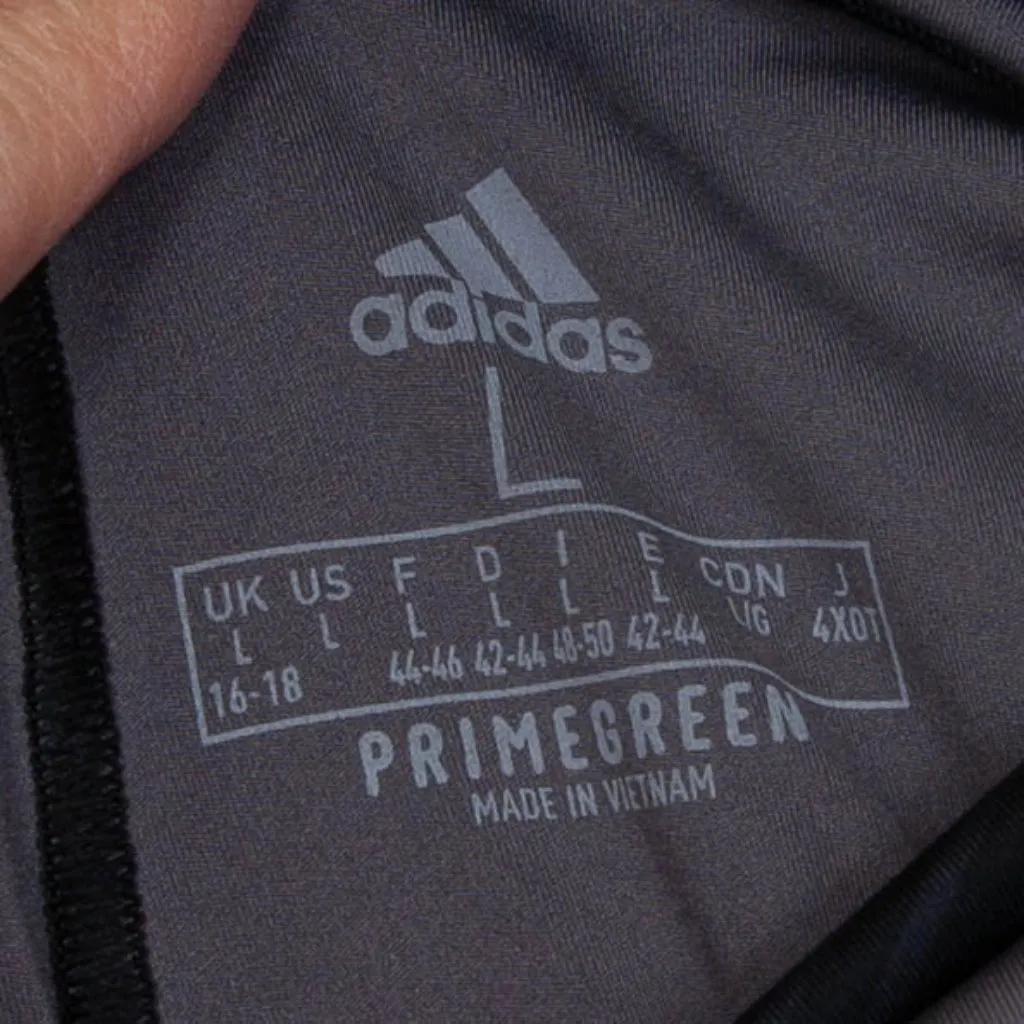 adidas
L
UK US F D I E CDN J
L L L L L L L/G 4XOT
16-18 44-46 42-44 48-50 42-44
PRIMEGREEN
MADE IN VIETNAM